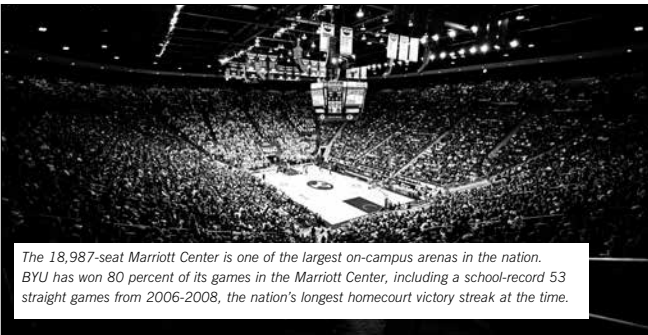 The 18,987-seat Marriott Center is one of the largest on-campus arenas in the nation.
BYU has won 80 percent of its games in the Marriott Center, including a school-record 53
straight games from 2006-2008, the nation's longest homecourt victory streak at the time.